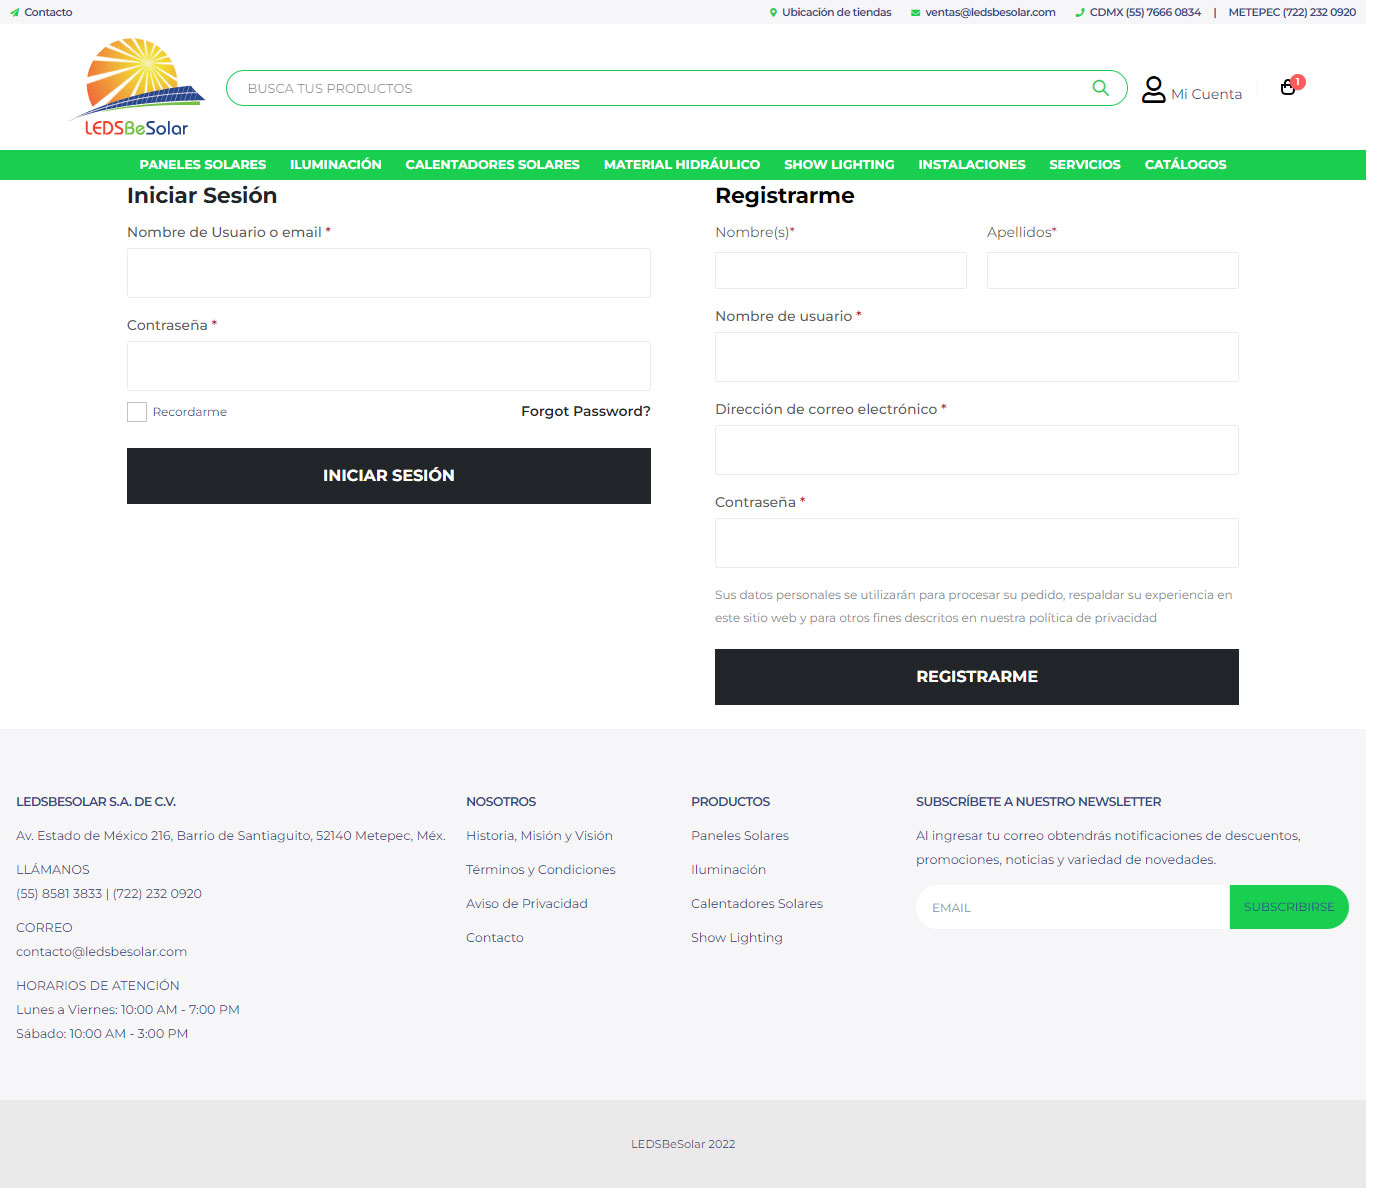 Contacto
Ubicación de tiendas
ventas@ledsbesolar.com
CDMX (55) 7666 0834 | METEPEC (722) 232 0920
LEDSBeSolar
BUSCA TUS PRODUCTOS
Mi Cuenta
1
PANELES SOLARES ILUMINACIÓN CALENTADORES SOLARES MATERIAL HIDRÁULICO SHOW LIGHTING INSTALACIONES SERVICIOS CATÁLOGOS
Iniciar Sesión
Nombre de Usuario o email *
Contraseña *
Recordarme
Forgot Password?
INICIAR SESIÓN
Registrarme
Nombre(s)*
Apellidos*
Nombre de usuario *
Dirección de correo electrónico *
Contraseña *
Sus datos personales se utilizarán para procesar su pedido, respaldar su experiencia en
este sitio web y para otros fines descritos en nuestra política de privacidad
REGISTRARME
LEDSBESOLAR S.A. DE C.V.
Av. Estado de México 216, Barrio de Santiaguito, 52140 Metepec, Méx.
LLÁMANOS
(55) 8581 3833 | (722) 232 0920
CORREO
contacto@ledsbesolar.com
HORARIOS DE ATENCIÓN
Lunes a Viernes: 10:00 AM - 7:00 PM
Sábado: 10:00 AM - 3:00 PM
NOSOTROS
Historia, Misión y Visión
Términos y Condiciones
Aviso de Privacidad
Contacto
PRODUCTOS
Paneles Solares
Iluminación
Calentadores Solares
Show Lighting
SUBSCRÍBETE A NUESTRO NEWSLETTER
Al ingresar tu correo obtendrás notificaciones de descuentos,
promociones, noticias y variedad de novedades.
EMAIL
SUBSCRIBIRSE
LEDSBeSolar 2022